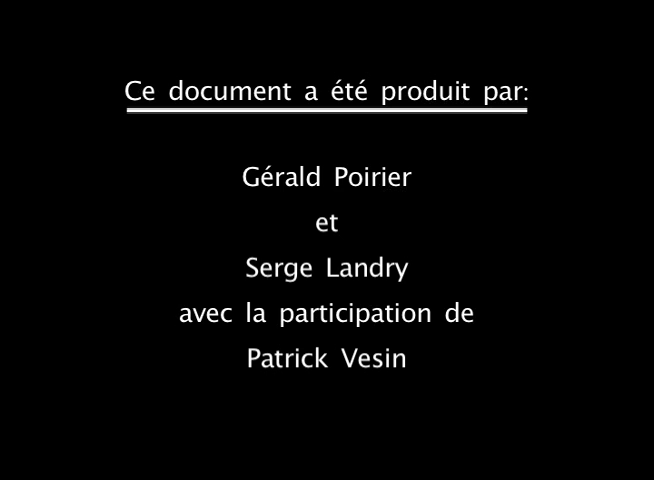 Ce document a été produit par:
Gérald Poirier
et
Serge Landry
avec la participation de
Patrick Vesin